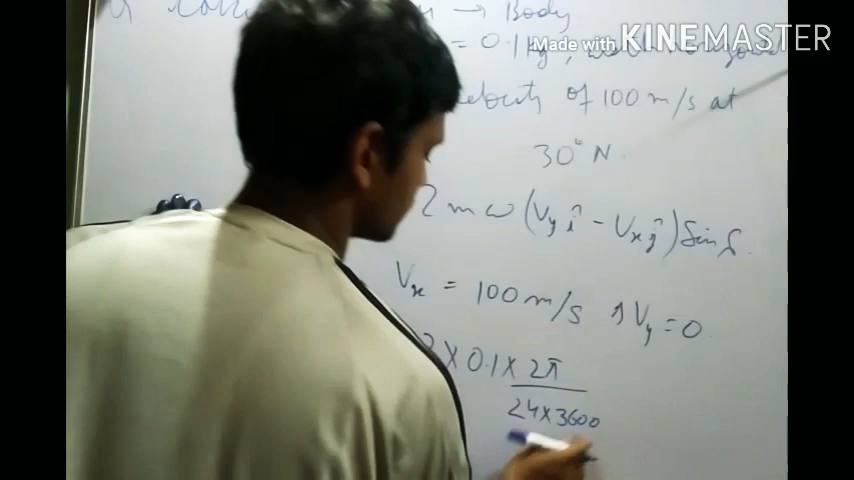 → Body
= 0.1 kg,
Made with KINEMASTER
of 100 m/s at
30° N.
2 m ω (Vy î - Vx ĵ) Sin
Vx = 100 m/s Vy = 0
2 X 0.1 X 2π
24 X 3600